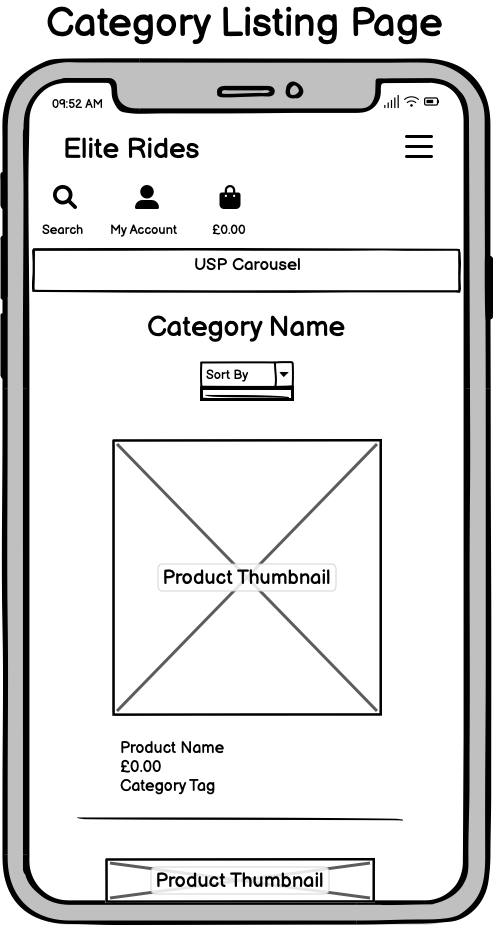 Category Listing Page
09:52 AM
Elite Rides
Search
My Account
£0.00
USP Carousel
Category Name
Sort By
Product Thumbnail
Product Name
£0.00
Category Tag
Product Thumbnail